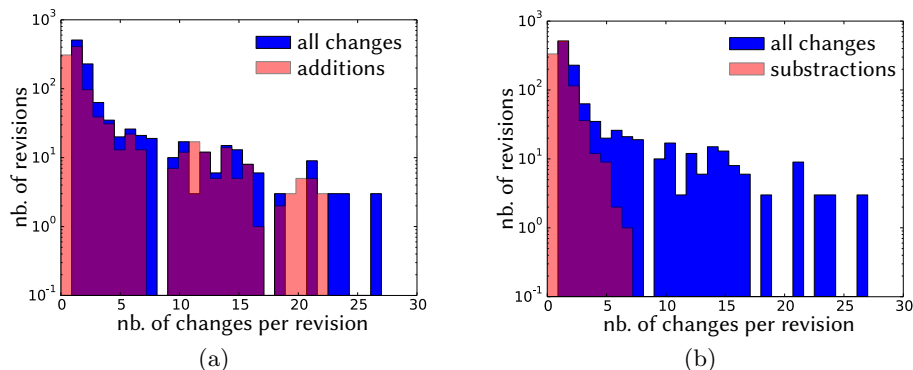 10³
10²
10¹
10⁰
10⁻¹
0 5 10 15 20 25 30
nb. of revisions
nb. of changes per revision
all changes
additions
(a)
10³
10²
10¹
10⁰
10⁻¹
0 5 10 15 20 25 30
nb. of revisions
nb. of changes per revision
all changes
substractions
(b)